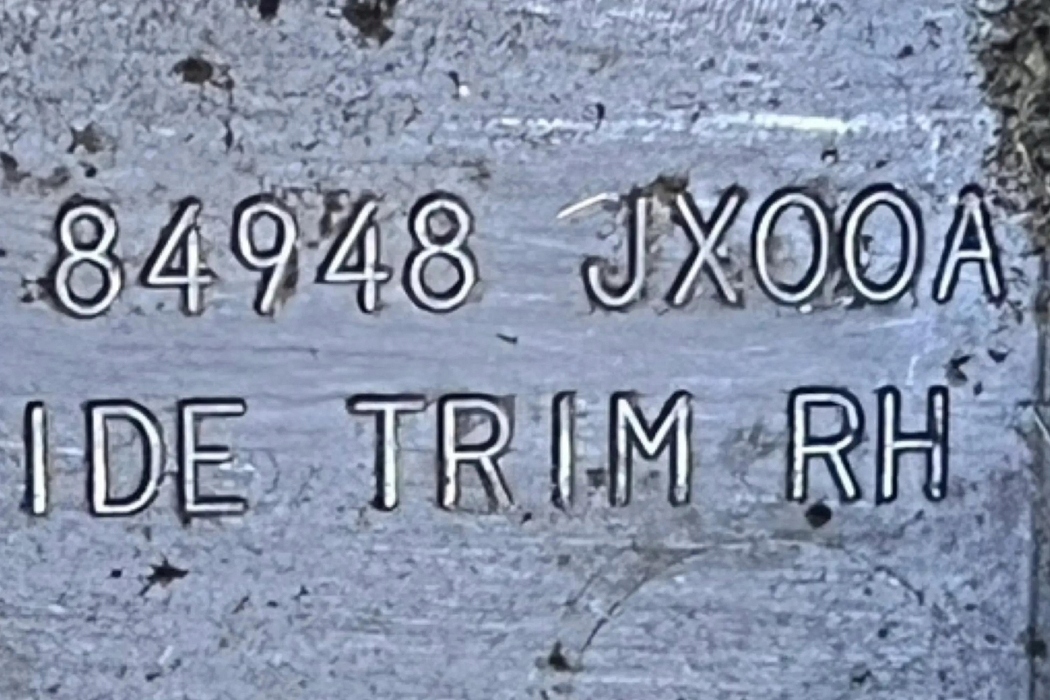 84948 JX00A
IDE TRIM RH